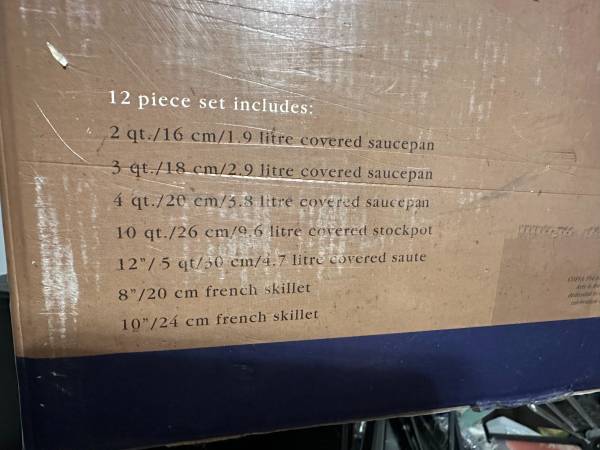 12 piece set includes:
2 qt./16 cm/1.9 litre covered saucepan
3 qt./18 cm/2.9 litre covered saucepan
4 qt./20 cm/3.8 litre covered saucepan
10 qt./26 cm/9.6 litre covered stockpot
12"/ 5 qt/30 cm/4.7 litre covered saute
8"/20 cm french skillet
10"/24 cm french skillet